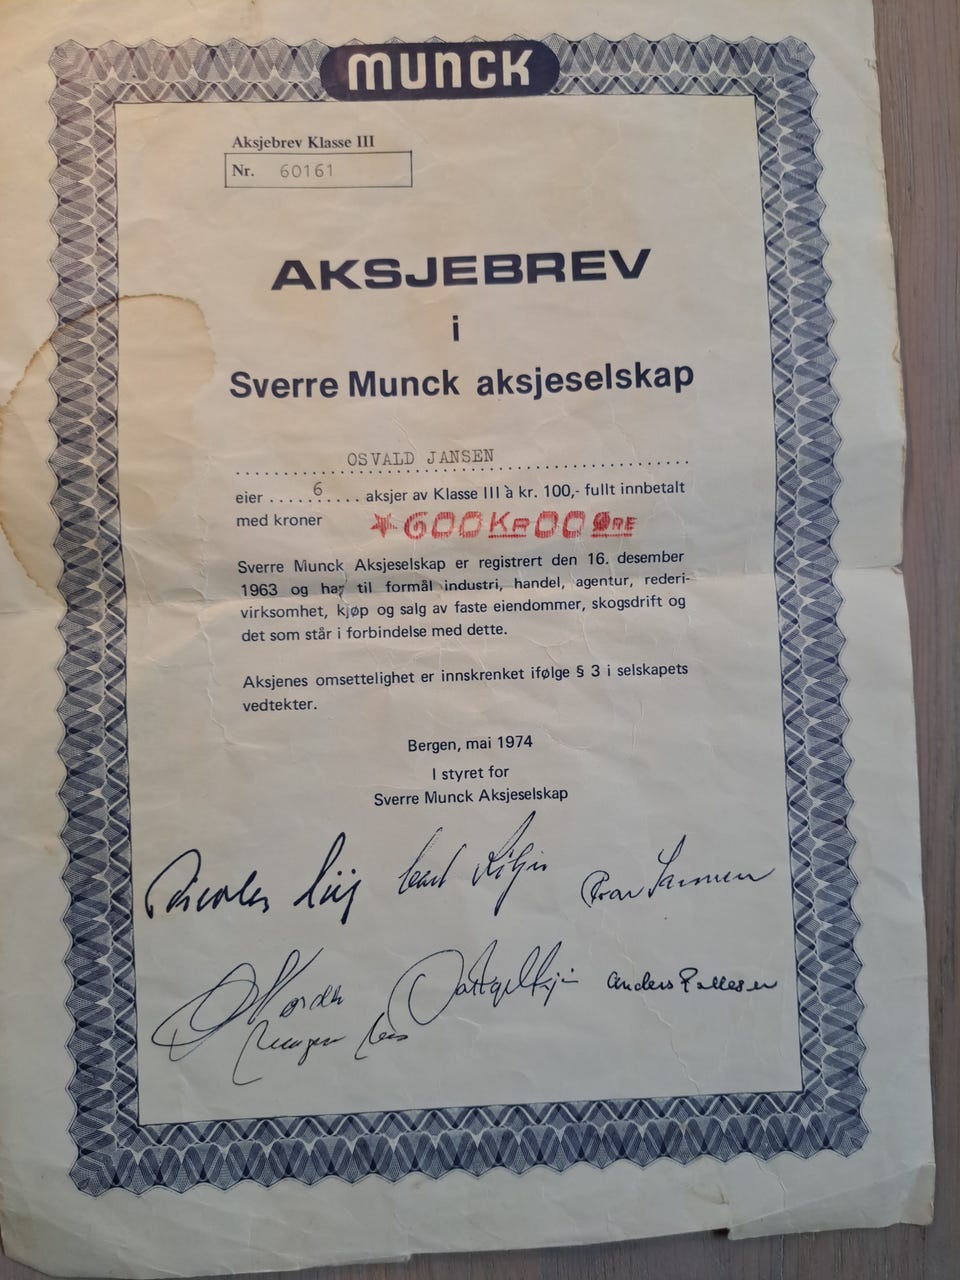 MUNCK
Aksjebrev Klasse III
Nr. 60161
AKSJEBREV
i
Sverre Munck aksjeselskap
OSVALD JANSEN
eier ......6..... aksjer av Klasse III à kr. 100,- fullt innbetalt
med kroner *600KR00ØRE
Sverre Munck Aksjeselskap er registrert den 16. desember
1963 og har til formål industri, handel, agentur, rederi-
virksomhet, kjøp og salg av faste eiendommer, skogsdrift og
det som står i forbindelse med dette.
Aksjenes omsettelighet er innskrenket ifølge § 3 i selskapets
vedtekter.
Bergen, mai 1974
I styret for
Sverre Munck Aksjeselskap
Anders